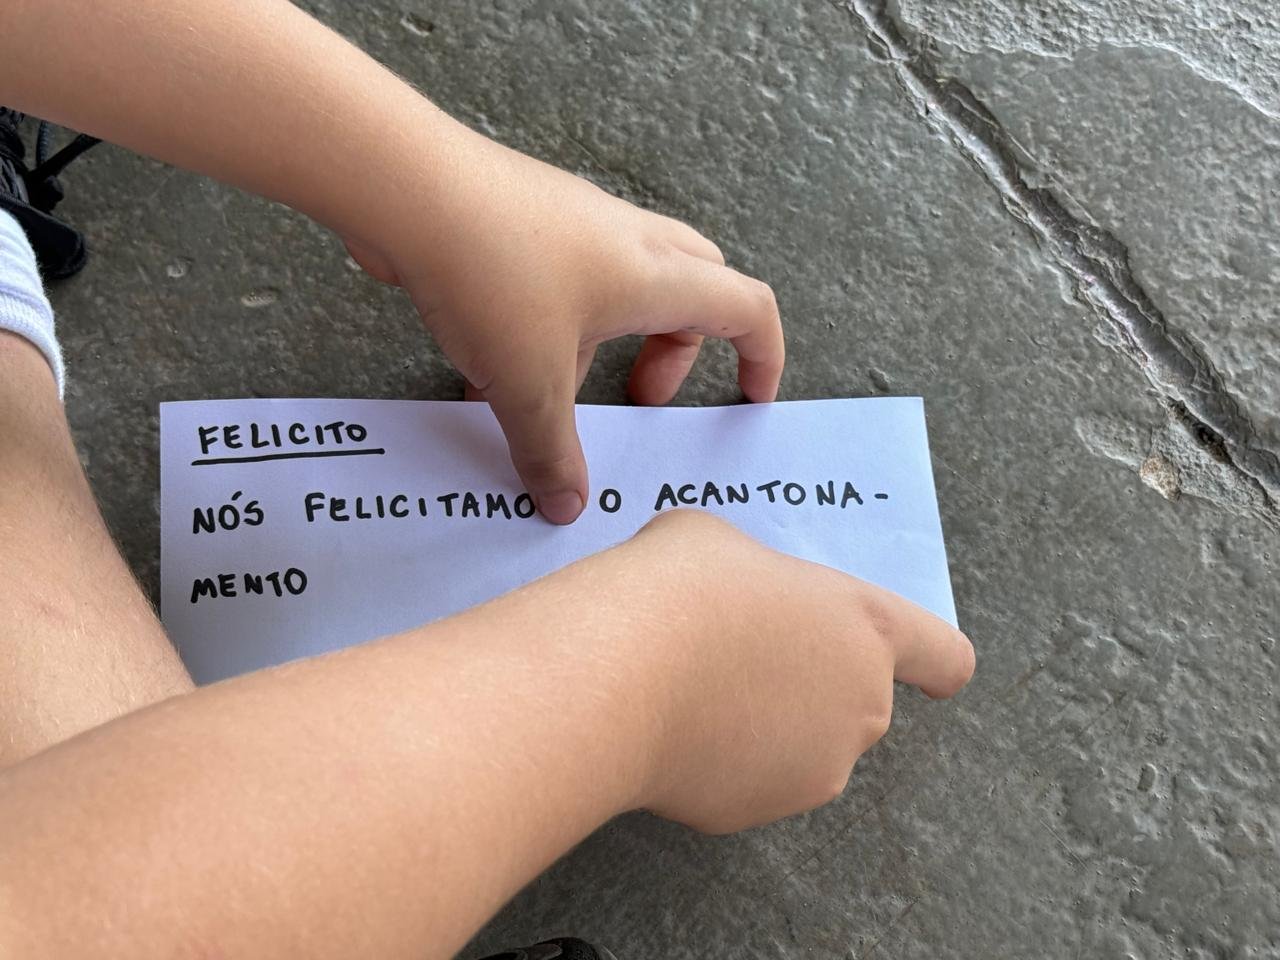 FELICITO
NÓS FELICITAMO O ACANTONA-
MENTO